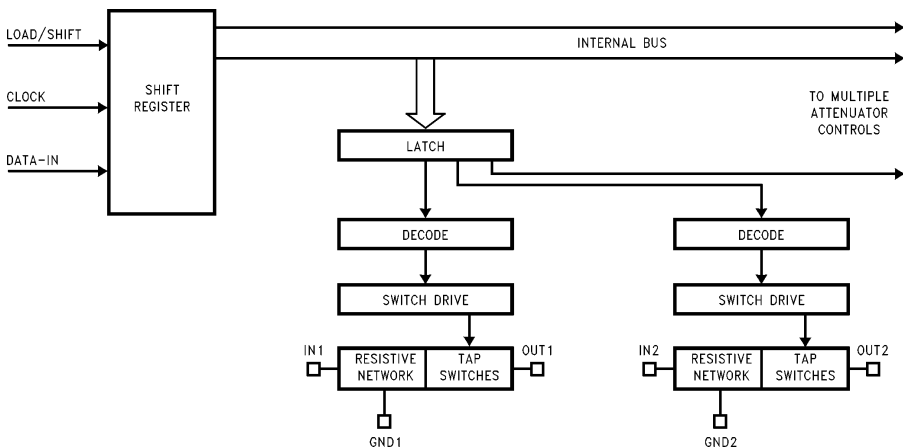 LOAD/SHIFT
CLOCK
DATA-IN
SHIFT
REGISTER
INTERNAL BUS
TO MULTIPLE
ATTENUATOR
CONTROLS
LATCH
DECODE
DECODE
SWITCH DRIVE
SWITCH DRIVE
IN1
RESISTIVE
NETWORK
TAP
SWITCHES
OUT1
GND1
IN2
RESISTIVE
NETWORK
TAP
SWITCHES
OUT2
GND2